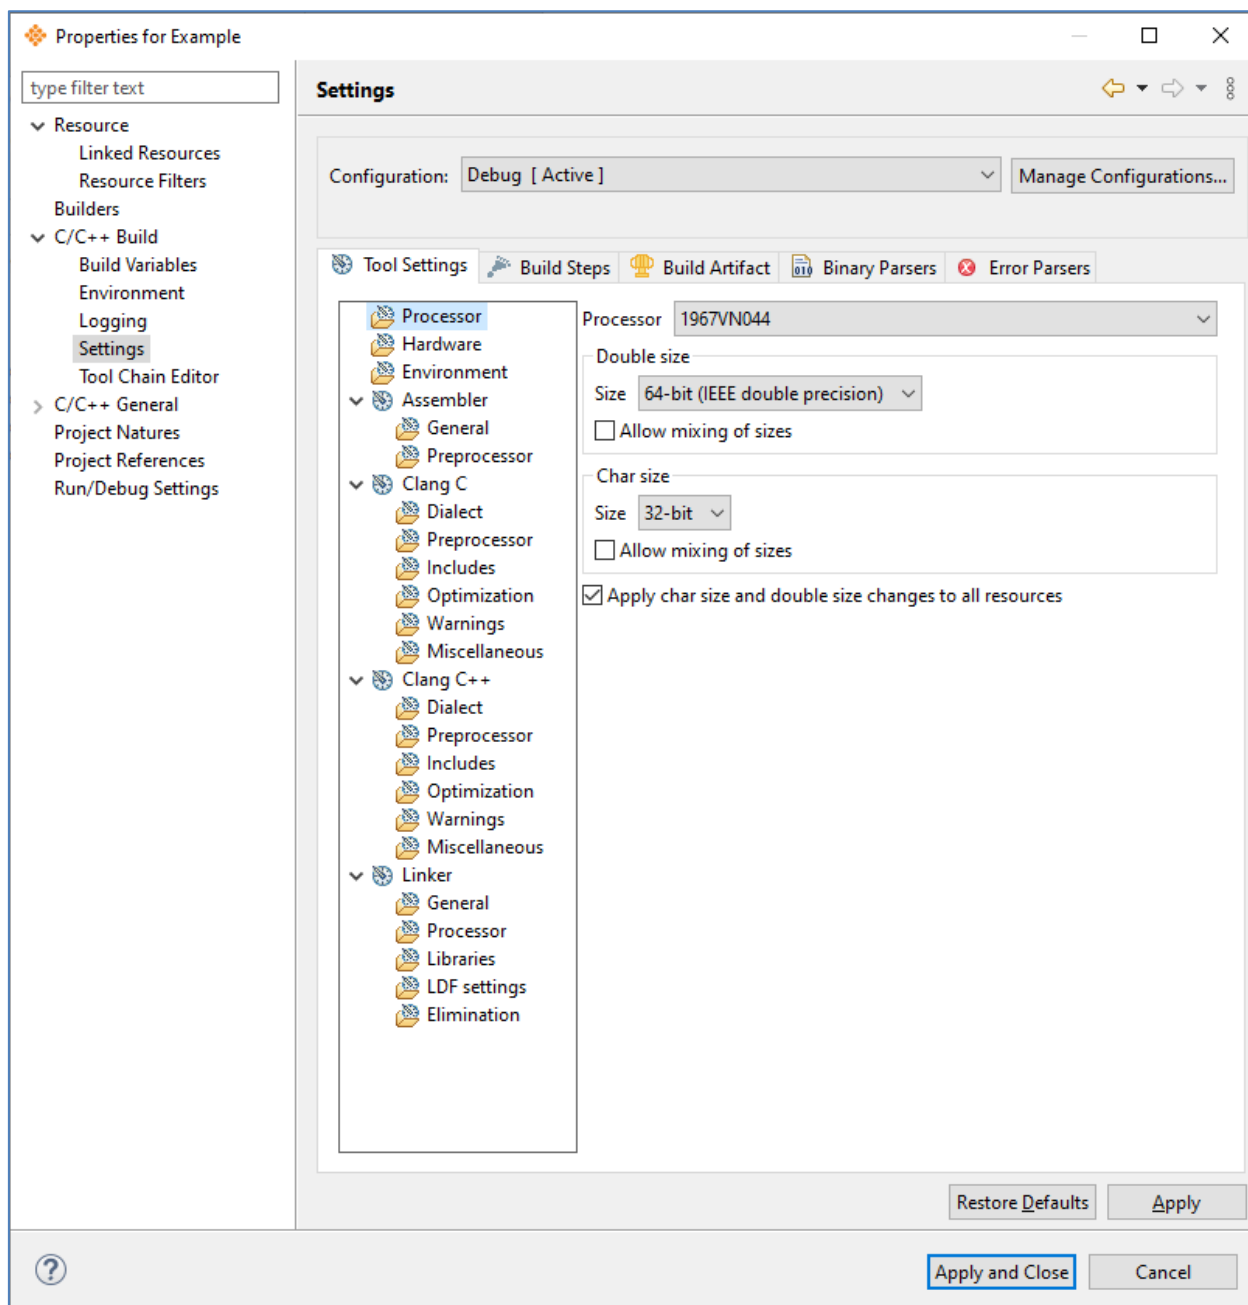 Properties for Example
type filter text
Resource
Linked Resources
Resource Filters
Builders
C/C++ Build
Build Variables
Environment
Logging
Settings
Tool Chain Editor
C/C++ General
Project Natures
Project References
Run/Debug Settings
Settings
Configuration: Debug [ Active ] Manage Configurations...
Tool Settings Build Steps Build Artifact 010 Binary Parsers Error Parsers
Processor
Hardware
Environment
Assembler
General
Preprocessor
Clang C
Dialect
Preprocessor
Includes
Optimization
Warnings
Miscellaneous
Clang C++
Dialect
Preprocessor
Includes
Optimization
Warnings
Miscellaneous
Linker
General
Processor
Libraries
LDF settings
Elimination
Processor 1967VN044
Double size
Size 64-bit (IEEE double precision)
Allow mixing of sizes
Char size
Size 32-bit
Allow mixing of sizes
Apply char size and double size changes to all resources
Restore Defaults Apply
? Apply and Close Cancel